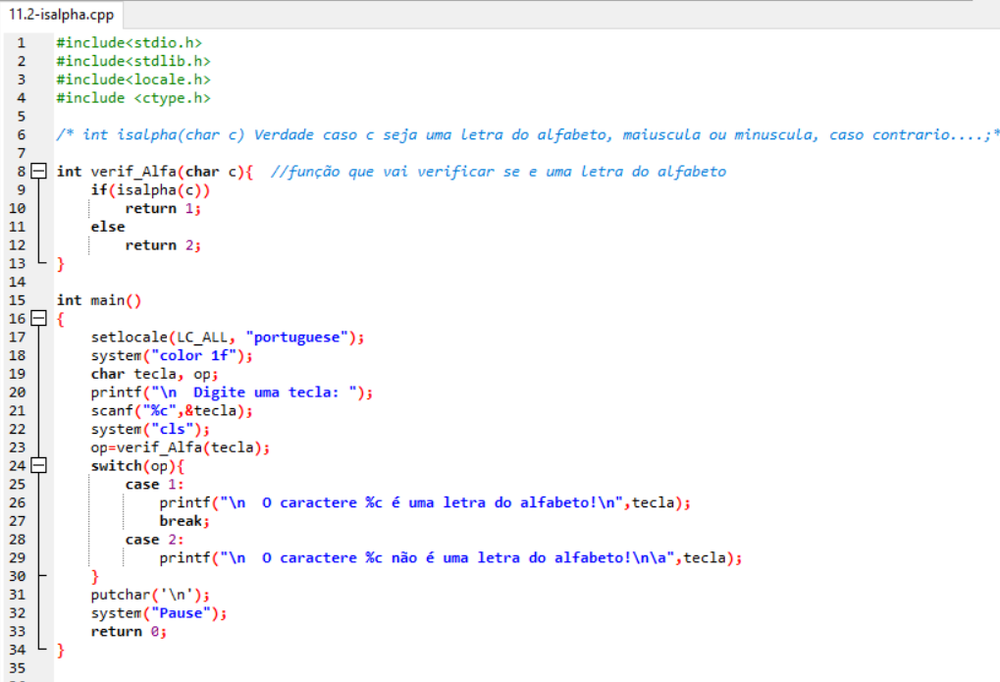 11.2-isalpha.cpp
1 #include<stdio.h>
2 #include<stdlib.h>
3 #include<locale.h>
4 #include <ctype.h>
5
6 /* int isalpha(char c) Verdade caso c seja uma letra do alfabeto, maiuscula ou minuscula, caso contrario....;*
7
8 int verif_Alfa(char c){ //função que vai verificar se e uma letra do alfabeto
9 if(isalpha(c))
10 return 1;
11 else
12 return 2;
13 }
14
15 int main()
16 {
17 setlocale(LC_ALL, "portuguese");
18 system("color 1f");
19 char tecla, op;
20 printf("\n  Digite uma tecla: ");
21 scanf("%c",&tecla);
22 system("cls");
23 op=verif_Alfa(tecla);
24 switch(op){
25 case 1:
26 printf("\n  O caractere %c é uma letra do alfabeto!\n",tecla);
27 break;
28 case 2:
29 printf("\n  O caractere %c não é uma letra do alfabeto!\n\a",tecla);
30 }
31 putchar('\n');
32 system("Pause");
33 return 0;
34 }
35